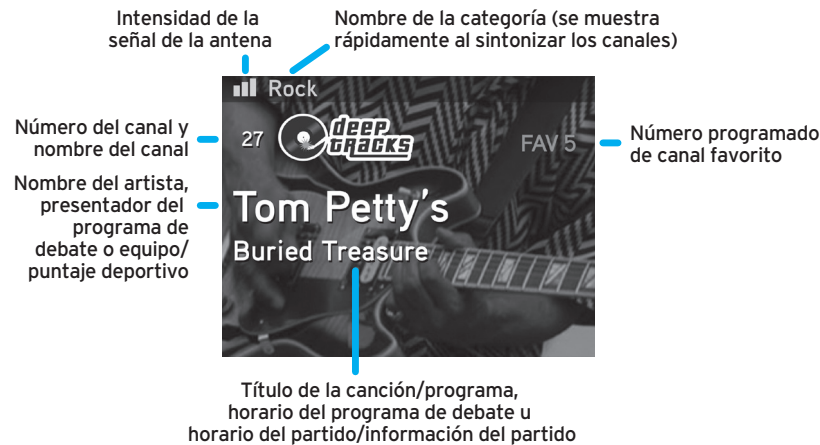 Intensidad de la
señal de la antena
Nombre de la categoría (se muestra
rápidamente al sintonizar los canales)
Rock
Número del canal y
nombre del canal
27
deep
tracks
FAV 5
Número programado
de canal favorito
Nombre del artista,
presentador del
programa de
debate o equipo/
puntaje deportivo
Tom Petty's
Buried Treasure
Título de la canción/programa,
horario del programa de debate u
horario del partido/información del partido